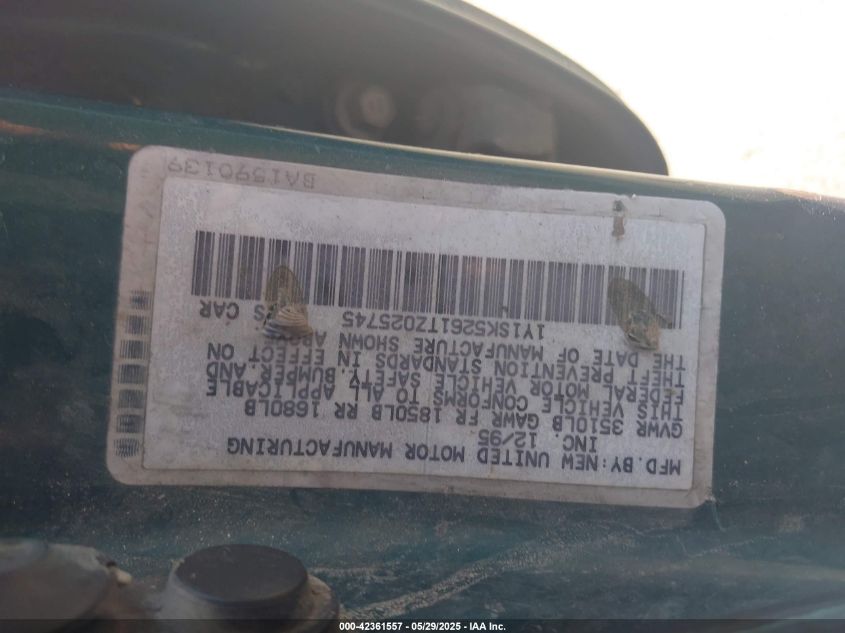 MFD. BY: NEW UNITED MOTOR MANUFACTURING
INC. 12/95
GVWR 3510LB GAWR FR 1850LB RR 1680LB
THIS VEHICLE CONFORMS TO ALL APPLICABLE
FEDERAL MOTOR VEHICLE SAFETY, BUMPER, AND
THEFT PREVENTION STANDARDS IN EFFECT ON
THE DATE OF MANUFACTURE SHOWN
1Y1SK5261TZ025745 CAR
BA1590139
000-42361557 - 05/29/2025 - IAA Inc.